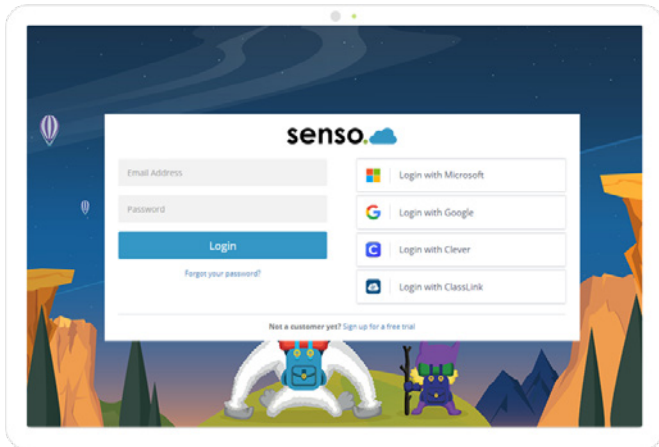 senso.
Email Address
Password
Login
Forgot your password?
Login with Microsoft
Login with Google
Login with Clever
Login with ClassLink
Not a customer yet? Sign up for a free trial